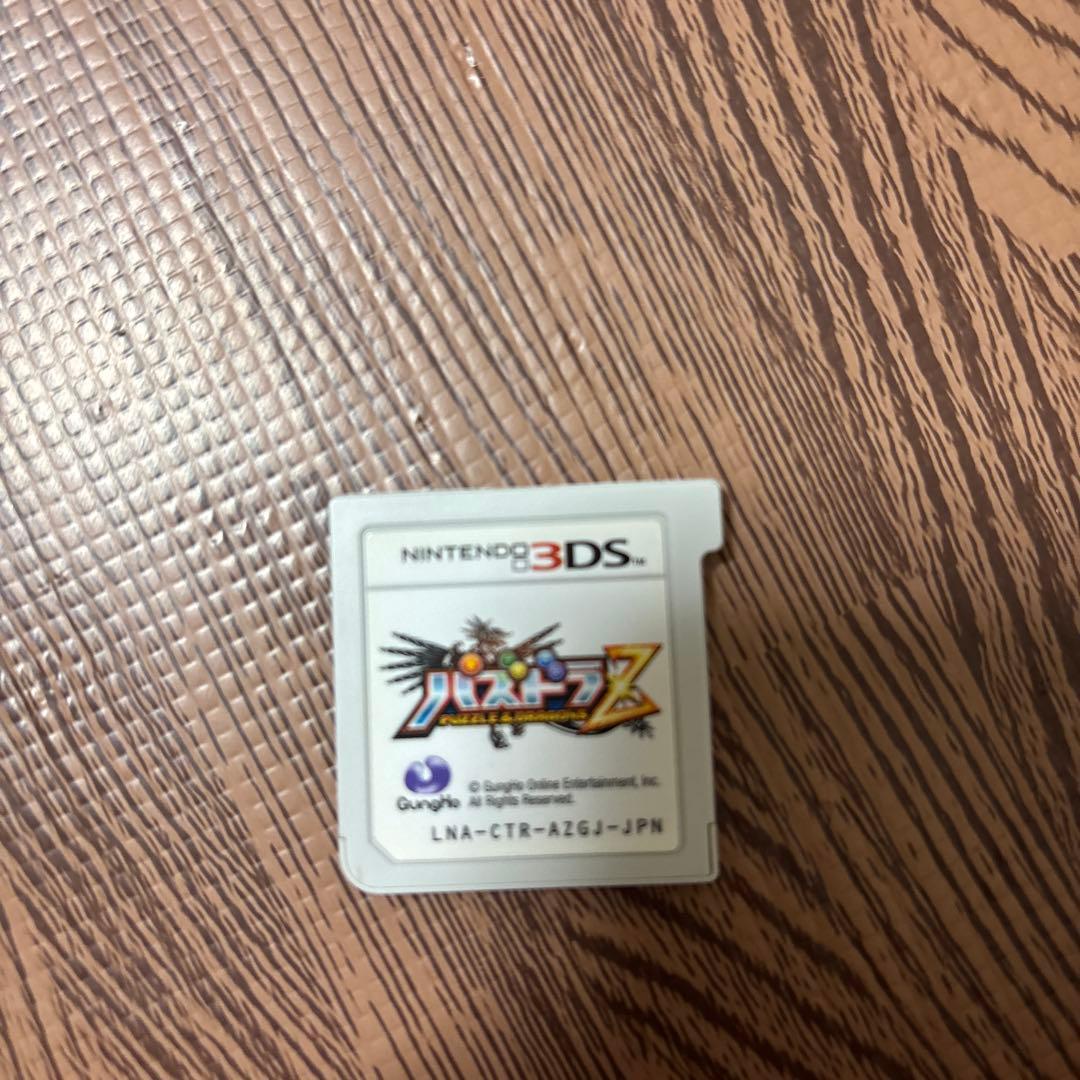 NINTENDO 3DS™
パズドラZ
PUZZLE & DRAGONS
GungHo
© GungHo Online Entertainment, Inc.
All Rights Reserved.
LNA-CTR-AZGJ-JPN